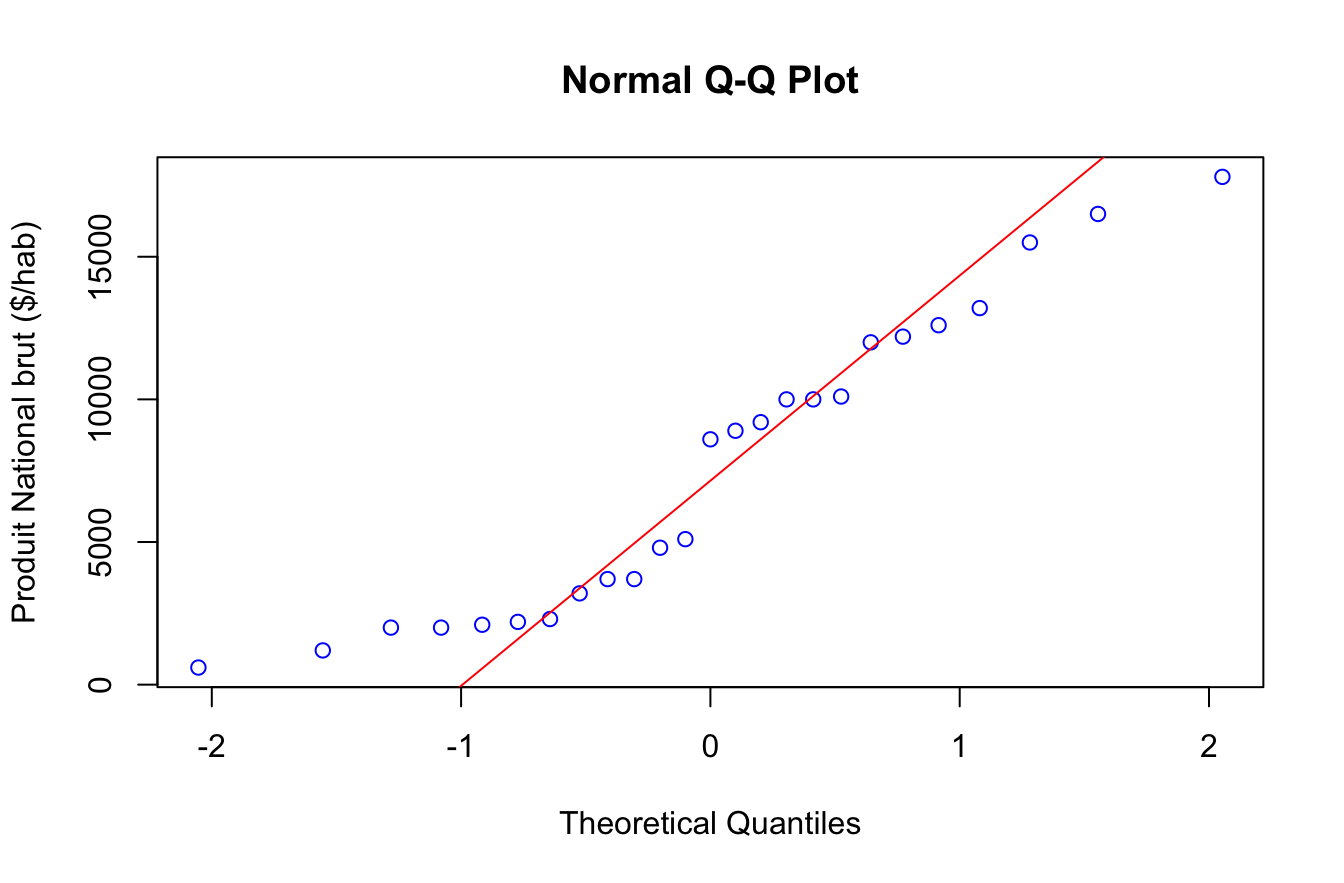 Normal Q-Q Plot
Produit National brut ($/hab)
15000
10000
5000
0
-2 -1 0 1 2
Theoretical Quantiles